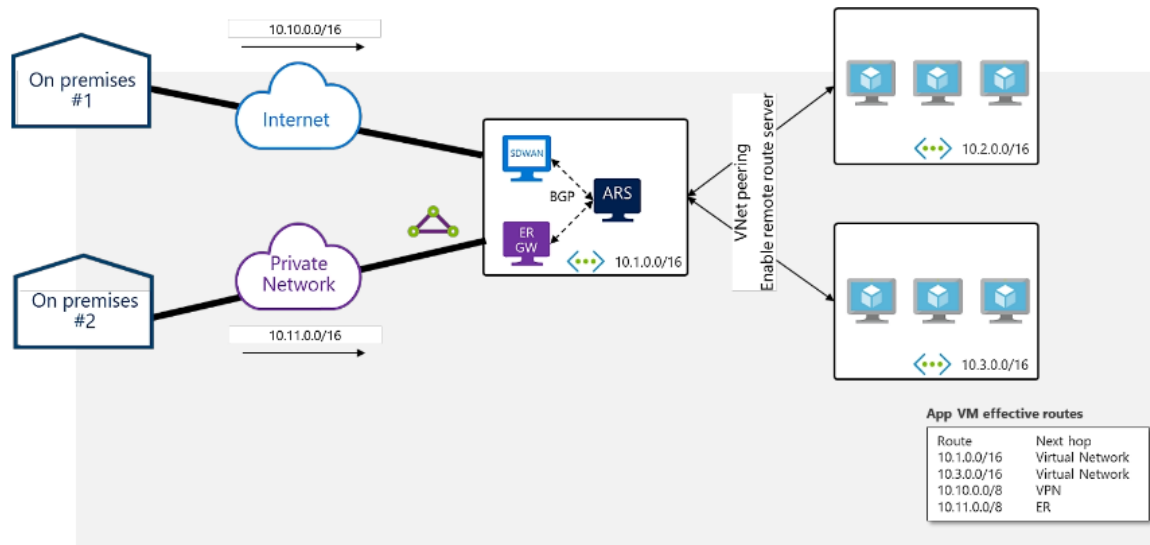 10.10.0.0/16
On premises
#1
Internet
SDWAN
BGP
ARS
ER
GW
10.1.0.0/16
VNet peering
Enable remote route server
10.2.0.0/16
Private
Network
On premises
#2
10.11.0.0/16
10.3.0.0/16
App VM effective routes
Route Next hop
10.1.0.0/16 Virtual Network
10.3.0.0/16 Virtual Network
10.10.0.0/8 VPN
10.11.0.0/8 ER